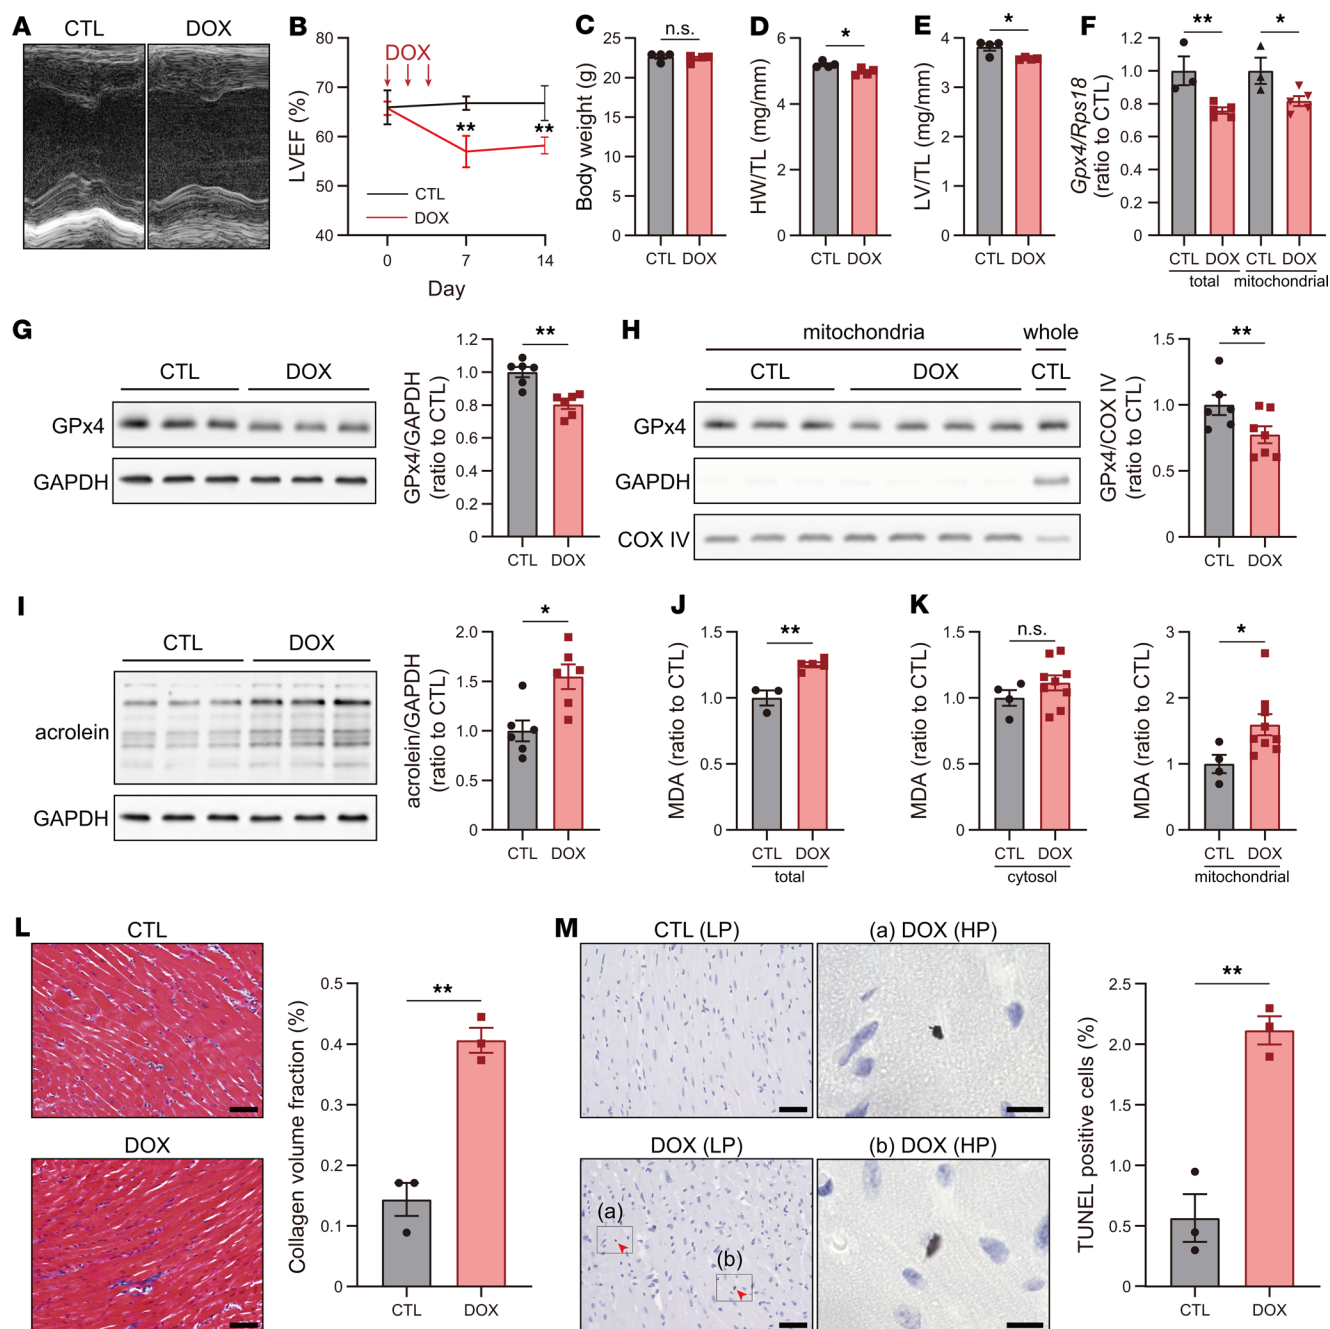 A
CTL
DOX
B
LVEF (%)
80
70
60
50
40
DOX
**
**
CTL
DOX
0
7
14
Day
C
Body weight (g)
25
20
15
10
5
0
n.s.
CTL DOX
D
HW/TL (mg/mm)
6
4
2
0
*
CTL DOX
E
LV/TL (mg/mm)
4
3
2
1
0
*
CTL DOX
F
Gpx4/Rps18
(ratio to CTL)
1.2
1.0
0.8
0.6
0.4
0.2
0
**
*
CTL DOX CTL DOX
total
mitochondrial
G
CTL
DOX
GPx4
GAPDH
GPx4/GAPDH
(ratio to CTL)
1.2
1.0
0.8
0.6
0.4
0.2
0
**
CTL DOX
H
mitochondria
whole
CTL
DOX
CTL
GPx4
GAPDH
COX IV
GPx4/COX IV
(ratio to CTL)
1.5
1.0
0.5
0
**
CTL DOX
I
CTL
DOX
acrolein
GAPDH
acrolein/GAPDH
(ratio to CTL)
2.0
1.5
1.0
0.5
0
*
CTL DOX
J
MDA (ratio to CTL)
1.5
1.0
0.5
0
**
CTL DOX
total
K
MDA (ratio to CTL)
1.5
1.0
0.5
0
n.s.
CTL DOX
cytosol
MDA (ratio to CTL)
3
2
1
0
*
CTL DOX
mitochondrial
L
CTL
DOX
Collagen volume fraction (%)
0.5
0.4
0.3
0.2
0.1
0
**
CTL
DOX
M
CTL (LP)
(a) DOX (HP)
DOX (LP)
(b) DOX (HP)
(a)
(b)
TUNEL positive cells (%)
2.5
2.0
1.5
1.0
0.5
0
**
CTL
DOX